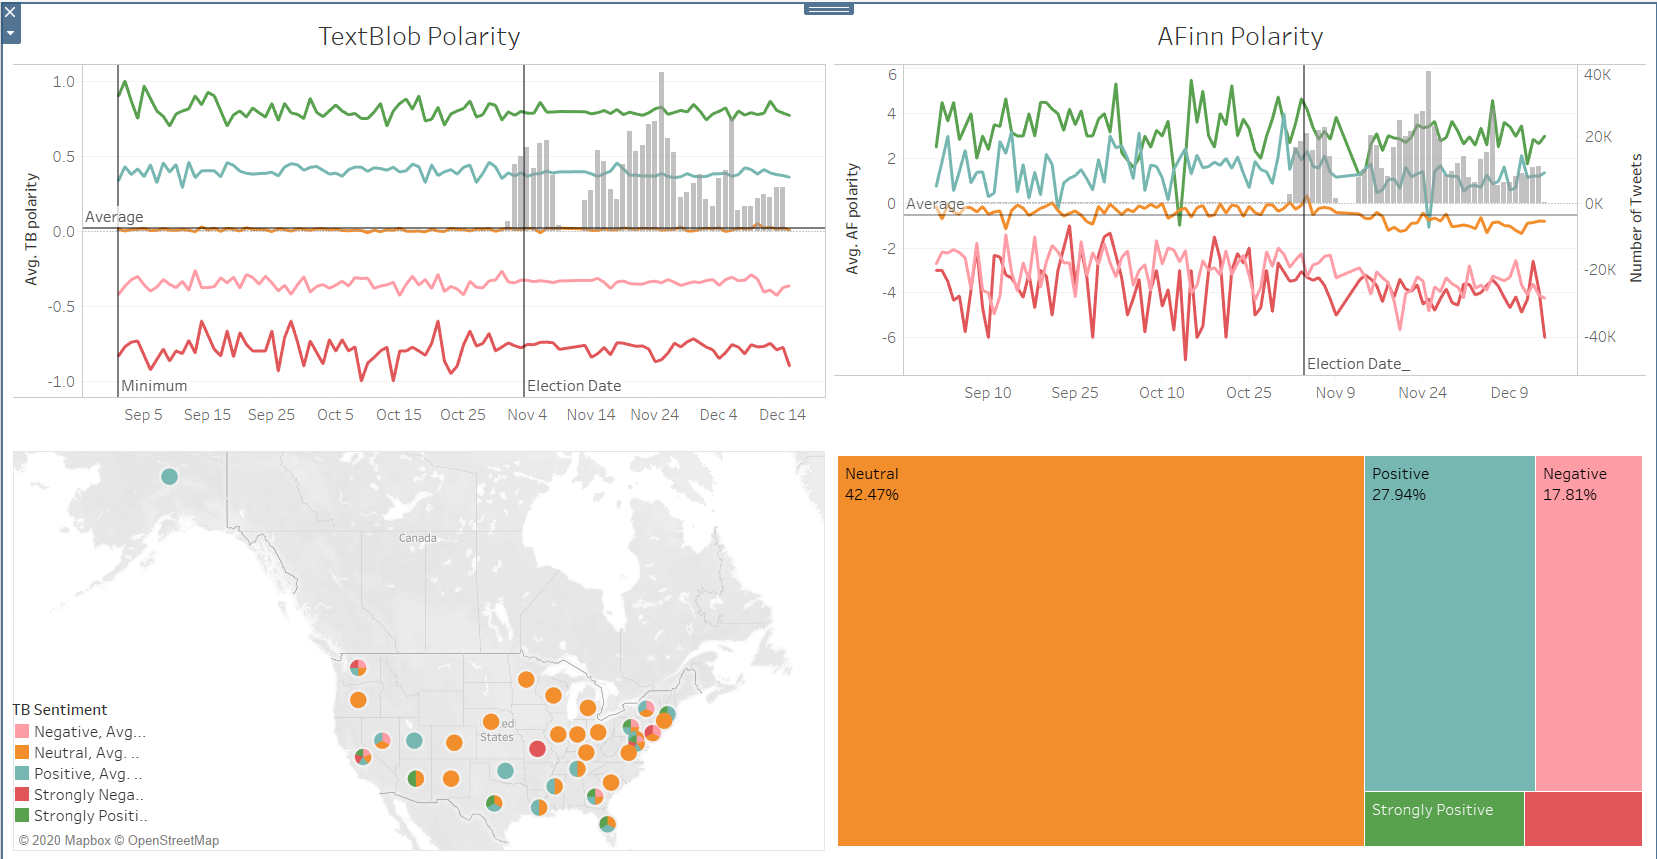 TextBlob Polarity
AFinn Polarity
Avg. TB polarity
1.0
0.5
0.0
-0.5
-1.0
Average
Minimum
Election Date
Sep 5 Sep 15 Sep 25 Oct 5 Oct 15 Oct 25 Nov 4 Nov 14 Nov 24 Dec 4 Dec 14
Avg. AF polarity
6
4
2
0
-2
-4
-6
Average
Election Date_
40K
20K
0K
-20K
-40K
Number of Tweets
Sep 10 Sep 25 Oct 10 Oct 25 Nov 9 Nov 24 Dec 9
Canada
ed
States
TB Sentiment
Negative, Avg...
Neutral, Avg. ..
Positive, Avg. ..
Strongly Nega..
Strongly Positi..
© 2020 Mapbox © OpenStreetMap
Neutral
42.47%
Positive
27.94%
Negative
17.81%
Strongly Positive